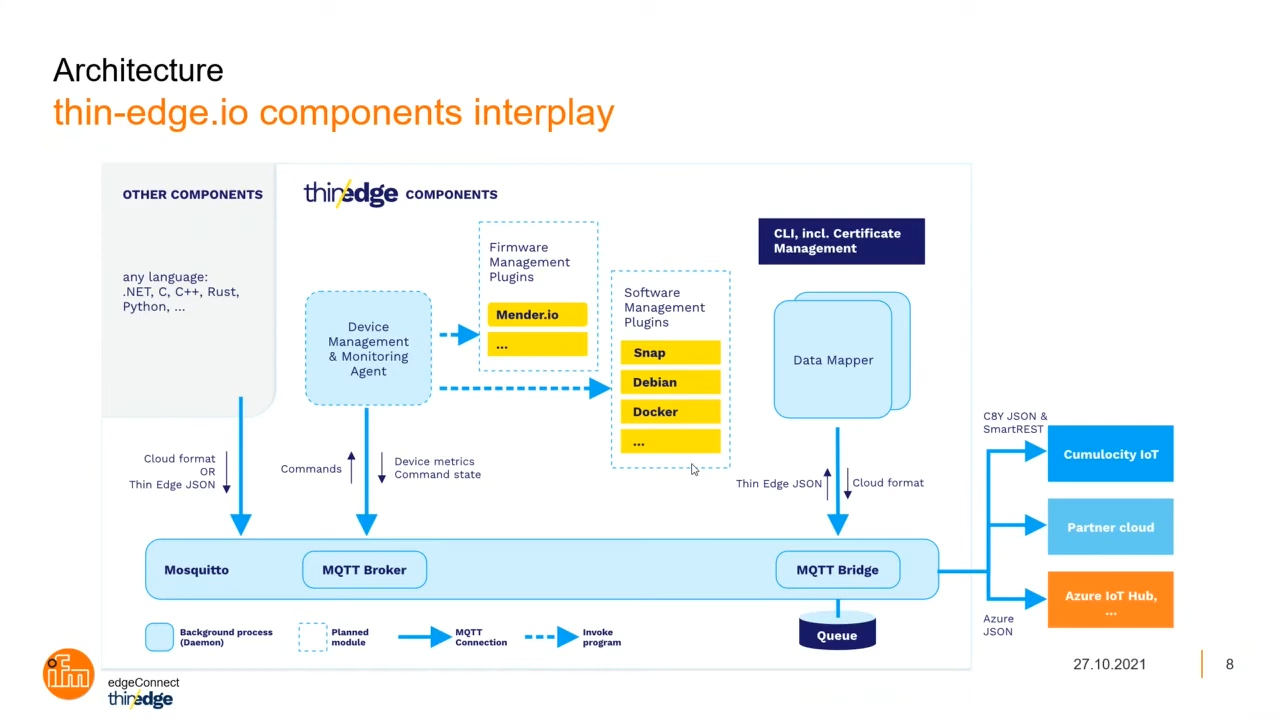 Architecture
thin-edge.io components interplay
OTHER COMPONENTS
any language:
.NET, C, C++, Rust,
Python, ...
thin/edge COMPONENTS
Device
Management
& Monitoring
Agent
Firmware
Management
Plugins
Mender.io
...
Software
Management
Plugins
Snap
Debian
Docker
...
CLI, incl. Certificate
Management
Data Mapper
Cloud format
OR
Thin Edge JSON
Commands
Device metrics
Command state
Thin Edge JSON
Cloud format
C8Y JSON &
SmartREST
Cumulocity IoT
Partner cloud
Azure IoT Hub,
...
Azure
JSON
Mosquitto
MQTT Broker
MQTT Bridge
Queue
Background process
(Daemon)
Planned
module
MQTT
Connection
Invoke
program
ifm
edgeConnect
thin/edge
27.10.2021
8